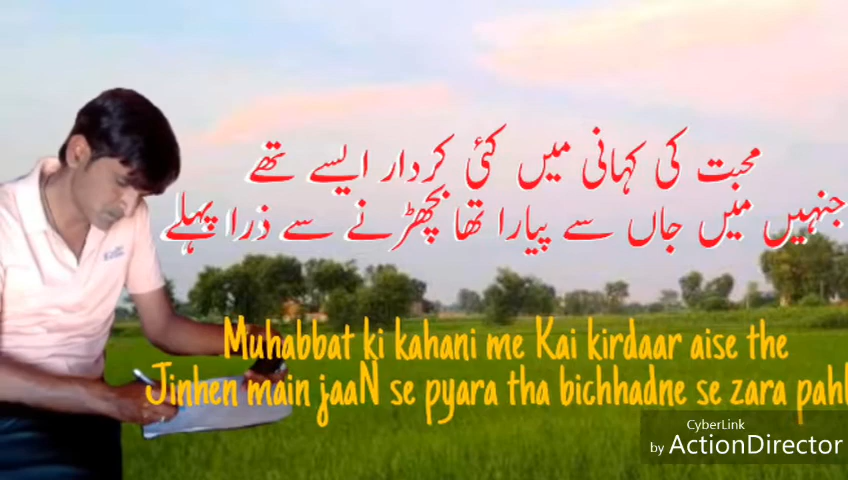 محبت کی کہانی میں کئی کردار ایسے تھے
جنہیں میں جاں سے پیارا تھا بچھڑنے سے ذرا پہلے
Muhabbat ki kahani me Kai kirdaar aise the
Jinhen main jaaN se pyara tha bichhadne se zara
CyberLink
by ActionDirector